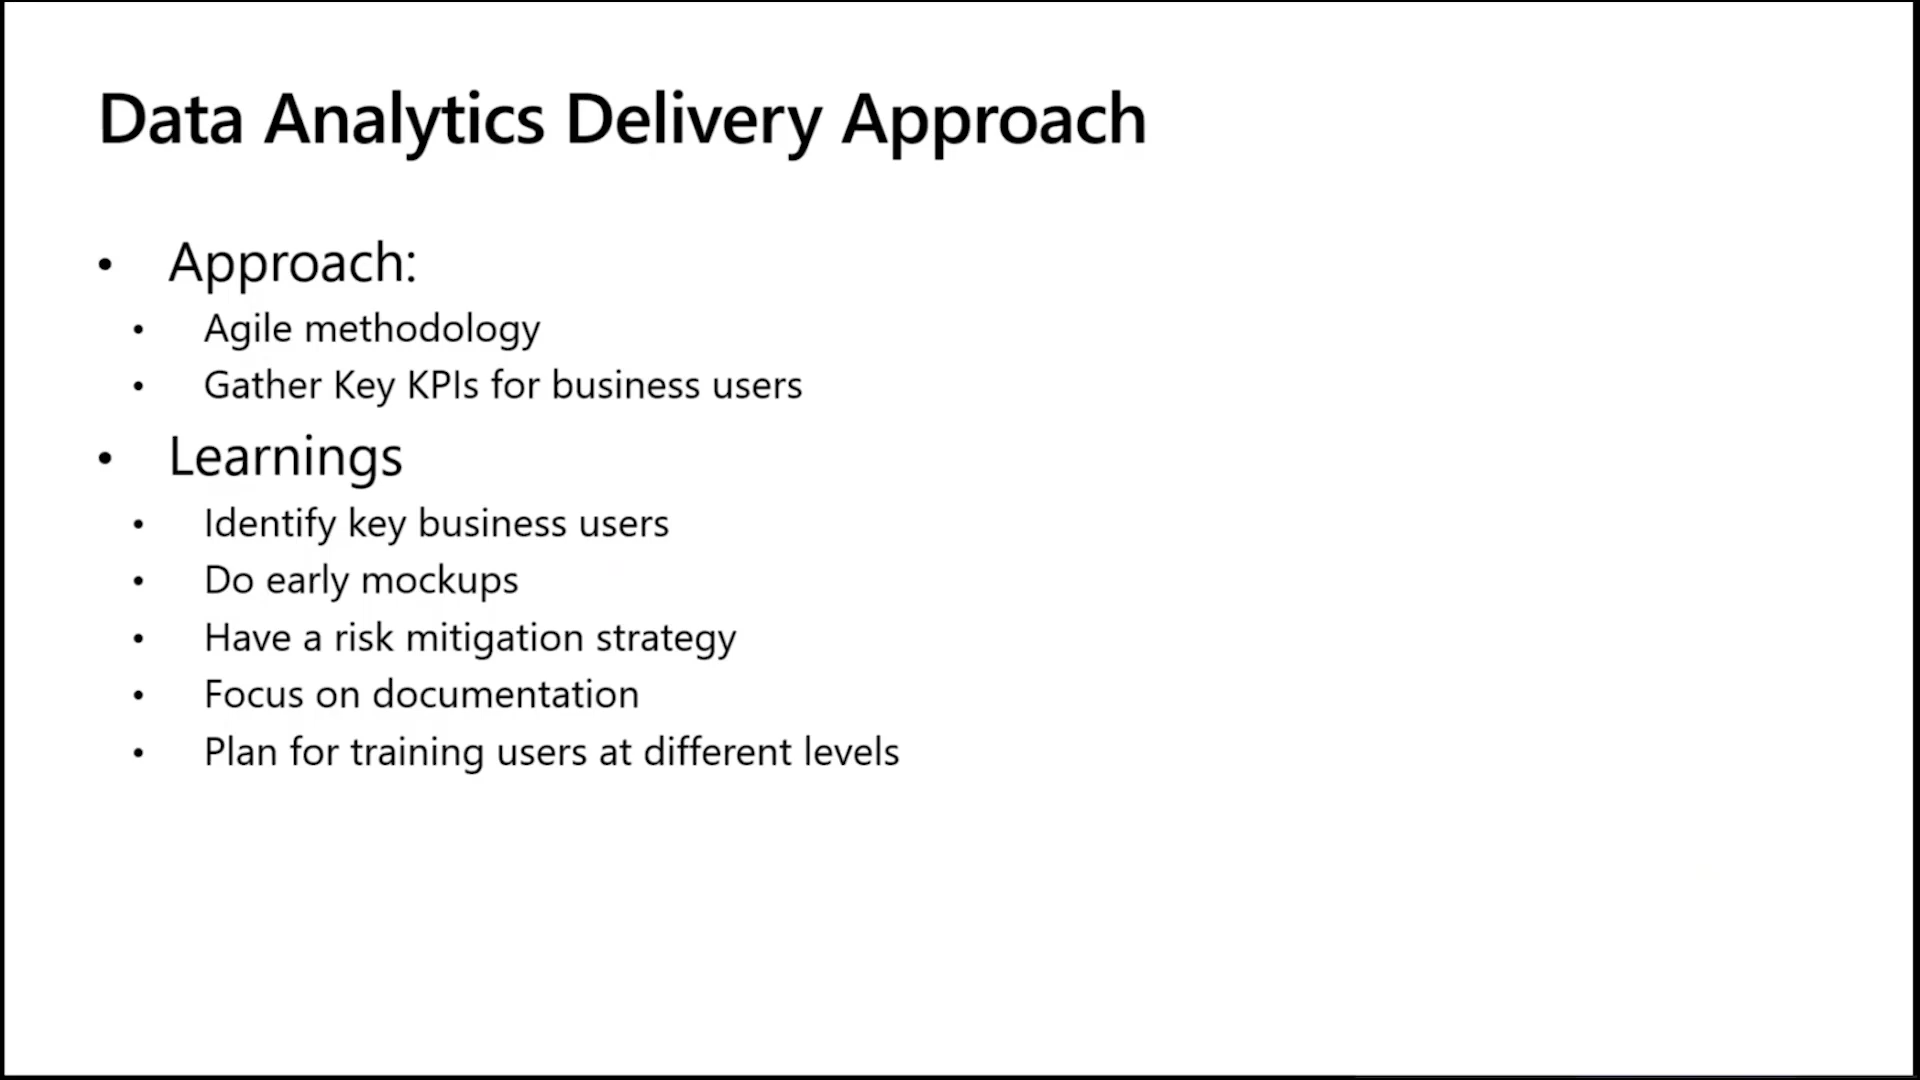 Data Analytics Delivery Approach
• Approach:
• Agile methodology
• Gather Key KPIs for business users
• Learnings
• Identify key business users
• Do early mockups
• Have a risk mitigation strategy
• Focus on documentation
• Plan for training users at different levels